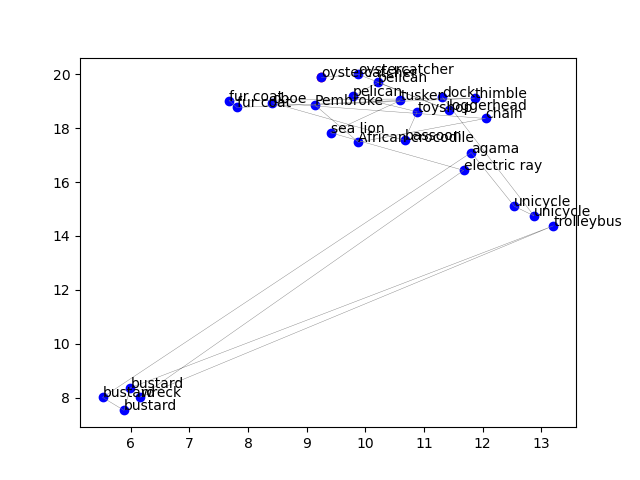 oystercatcher
oystercatcher
pelican
pelican
fur coat
fur coat
oboe
Pembroke
tusker
dock
thimble
toyshop
loggerhead
chain
sea lion
African crocodile
bassoon
agama
electric ray
unicycle
unicycle
trolleybus
bustard
bustard
wreck
bustard
20
18
16
14
12
10
8
6
7
8
9
10
11
12
13